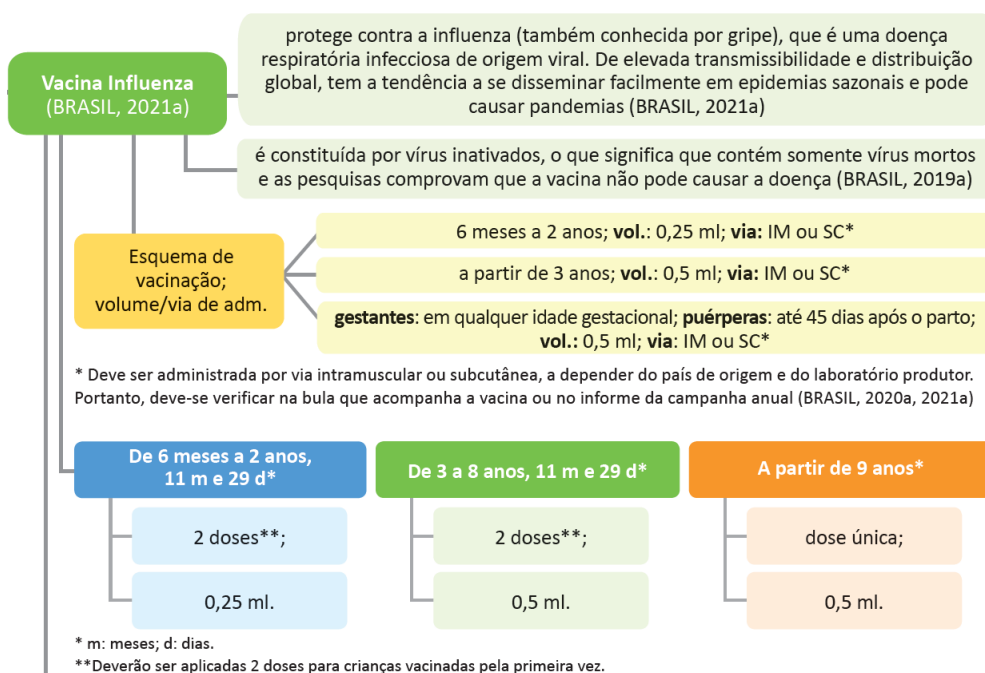 protege contra a influenza (também conhecida por gripe), que é uma doença
respiratória infecciosa de origem viral. De elevada transmissibilidade e distribuição
global, tem a tendência a se disseminar facilmente em epidemias sazonais e pode
causar pandemias (BRASIL, 2021a)
Vacina Influenza
(BRASIL, 2021a)
é constituída por vírus inativados, o que significa que contém somente vírus mortos
e as pesquisas comprovam que a vacina não pode causar a doença (BRASIL, 2019a)
Esquema de
vacinação;
volume/via de adm.
6 meses a 2 anos; vol.: 0,25 ml; via: IM ou SC*
a partir de 3 anos; vol.: 0,5 ml; via: IM ou SC*
gestantes: em qualquer idade gestacional; puérperas: até 45 dias após o parto;
vol.: 0,5 ml; via: IM ou SC*
* Deve ser administrada por via intramuscular ou subcutânea, a depender do país de origem e do laboratório produtor.
Portanto, deve-se verificar na bula que acompanha a vacina ou no informe da campanha anual (BRASIL, 2020a, 2021a)
De 6 meses a 2 anos,
11 m e 29 d*
2 doses**;
0,25 ml.
De 3 a 8 anos, 11 m e 29 d*
2 doses**;
0,5 ml.
A partir de 9 anos*
dose única;
0,5 ml.
* m: meses; d: dias.
**Deverão ser aplicadas 2 doses para crianças vacinadas pela primeira vez.